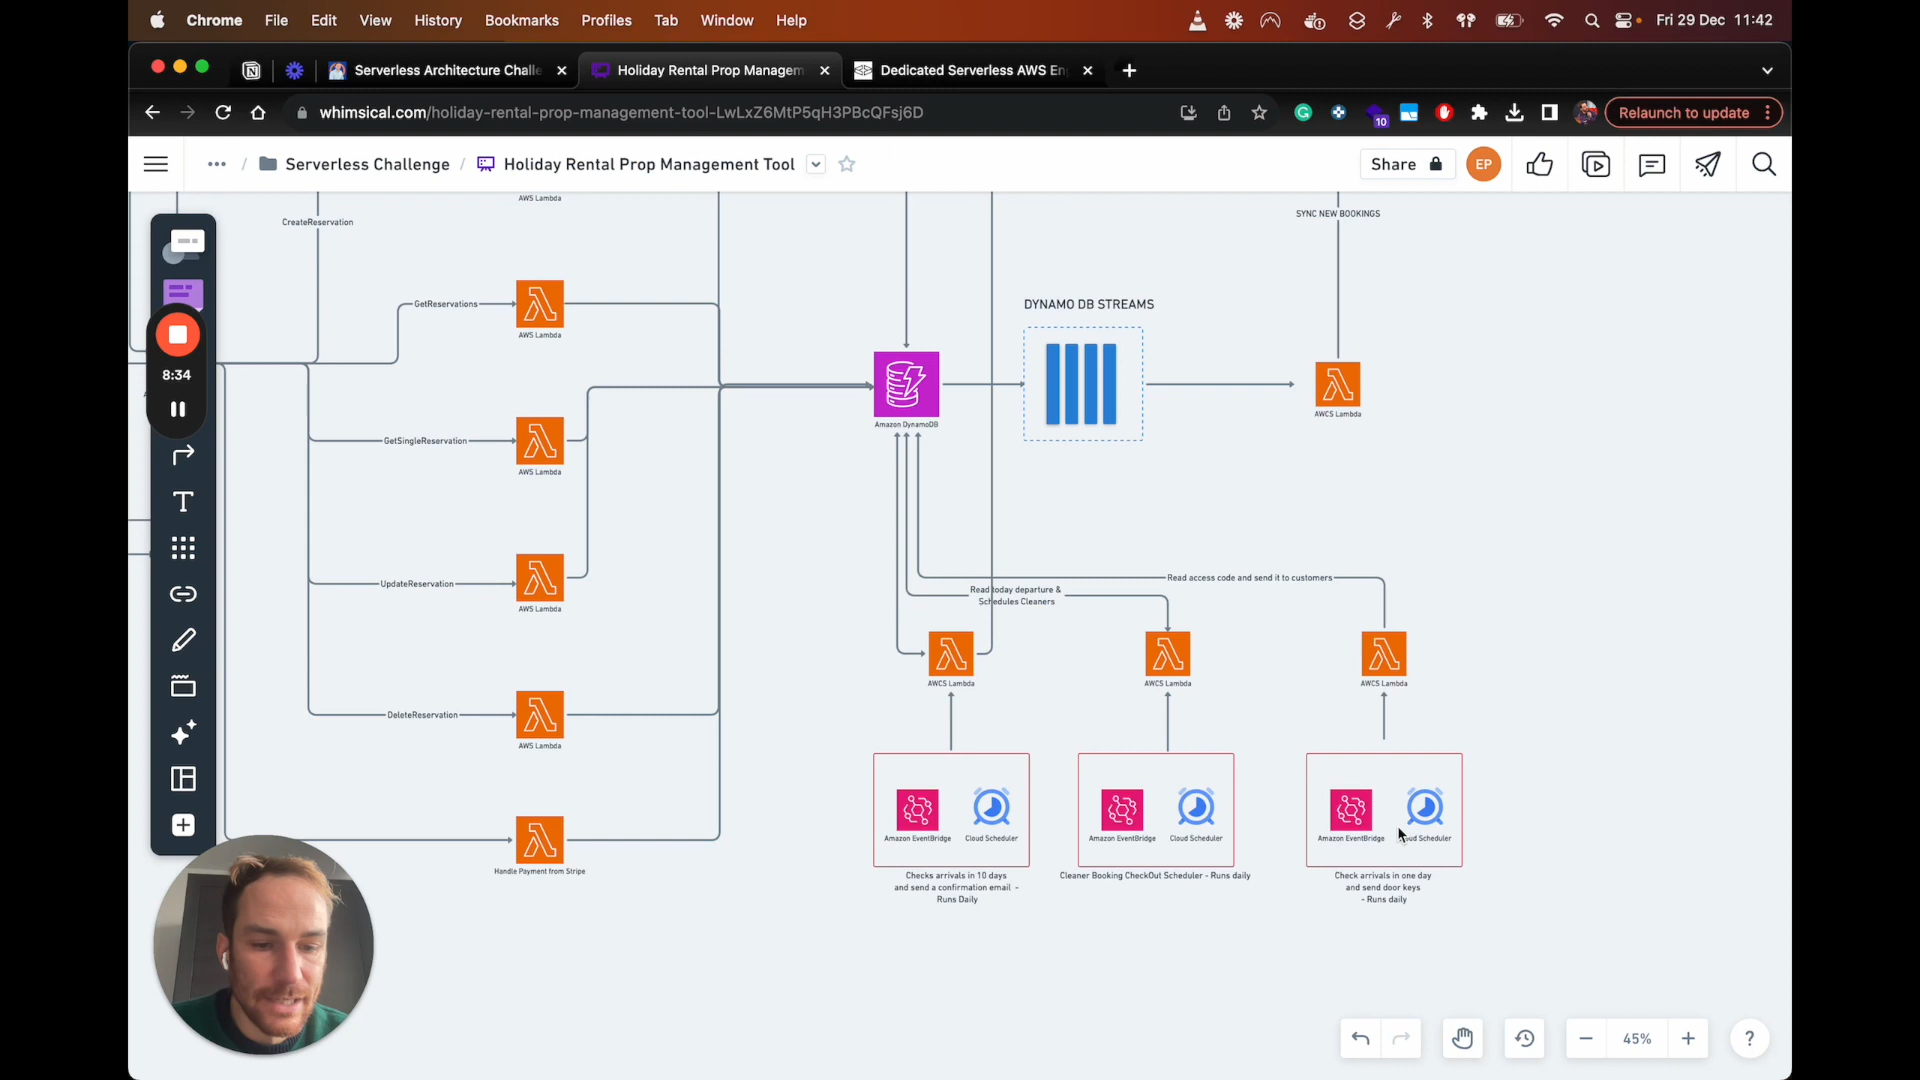 Chrome File Edit View History Bookmarks Profiles Tab Window Help
Fri 29 Dec 11:42
Serverless Architecture Challe
Holiday Rental Prop Managem
Dedicated Serverless AWS En
whimsical.com/holiday-rental-prop-management-tool-LwLxZ6MtP5qH3PBcQFsj6D
10
Relaunch to update
/ Serverless Challenge / Holiday Rental Prop Management Tool
Share
EP
AWS Lambda
SYNC NEW BOOKINGS
CreateReservation
GetReservations
AWS Lambda
DYNAMO DB STREAMS
8:34
Amazon DynamoDB
AWCS Lambda
GetSingleReservation
AWS Lambda
UpdateReservation
AWS Lambda
Read access code and send it to customers
Read today departure &
Schedules Cleaners
AWCS Lambda
AWCS Lambda
AWCS Lambda
DeleteReservation
AWS Lambda
Handle Payment from Stripe
Amazon EventBridge
Cloud Scheduler
Amazon EventBridge
Cloud Scheduler
Amazon EventBridge
Scheduler
Checks arrivals in 10 days
and send a confirmation email -
Runs Daily
Cleaner Booking CheckOut Scheduler - Runs daily
Check arrivals in one day
and send door keys
- Runs daily
45%
?